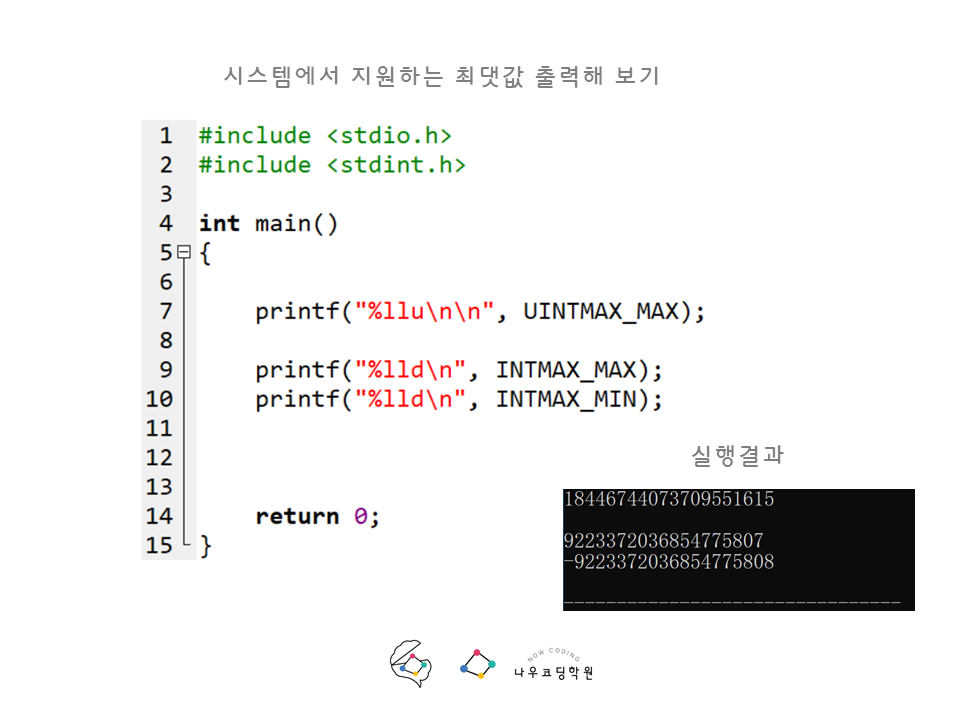 시스템에서 지원하는 최댓값 출력해 보기
1 #include <stdio.h>
2 #include <stdint.h>
3
4 int main()
5 {
6
7 printf("%llu\n\n", UINTMAX_MAX);
8
9 printf("%lld\n", INTMAX_MAX);
10 printf("%lld\n", INTMAX_MIN);
11
12
13
14 return 0;
15 }
실행결과
18446744073709551615
9223372036854775807
-9223372036854775808
--------------------------------
NOW CODING
나우코딩학원